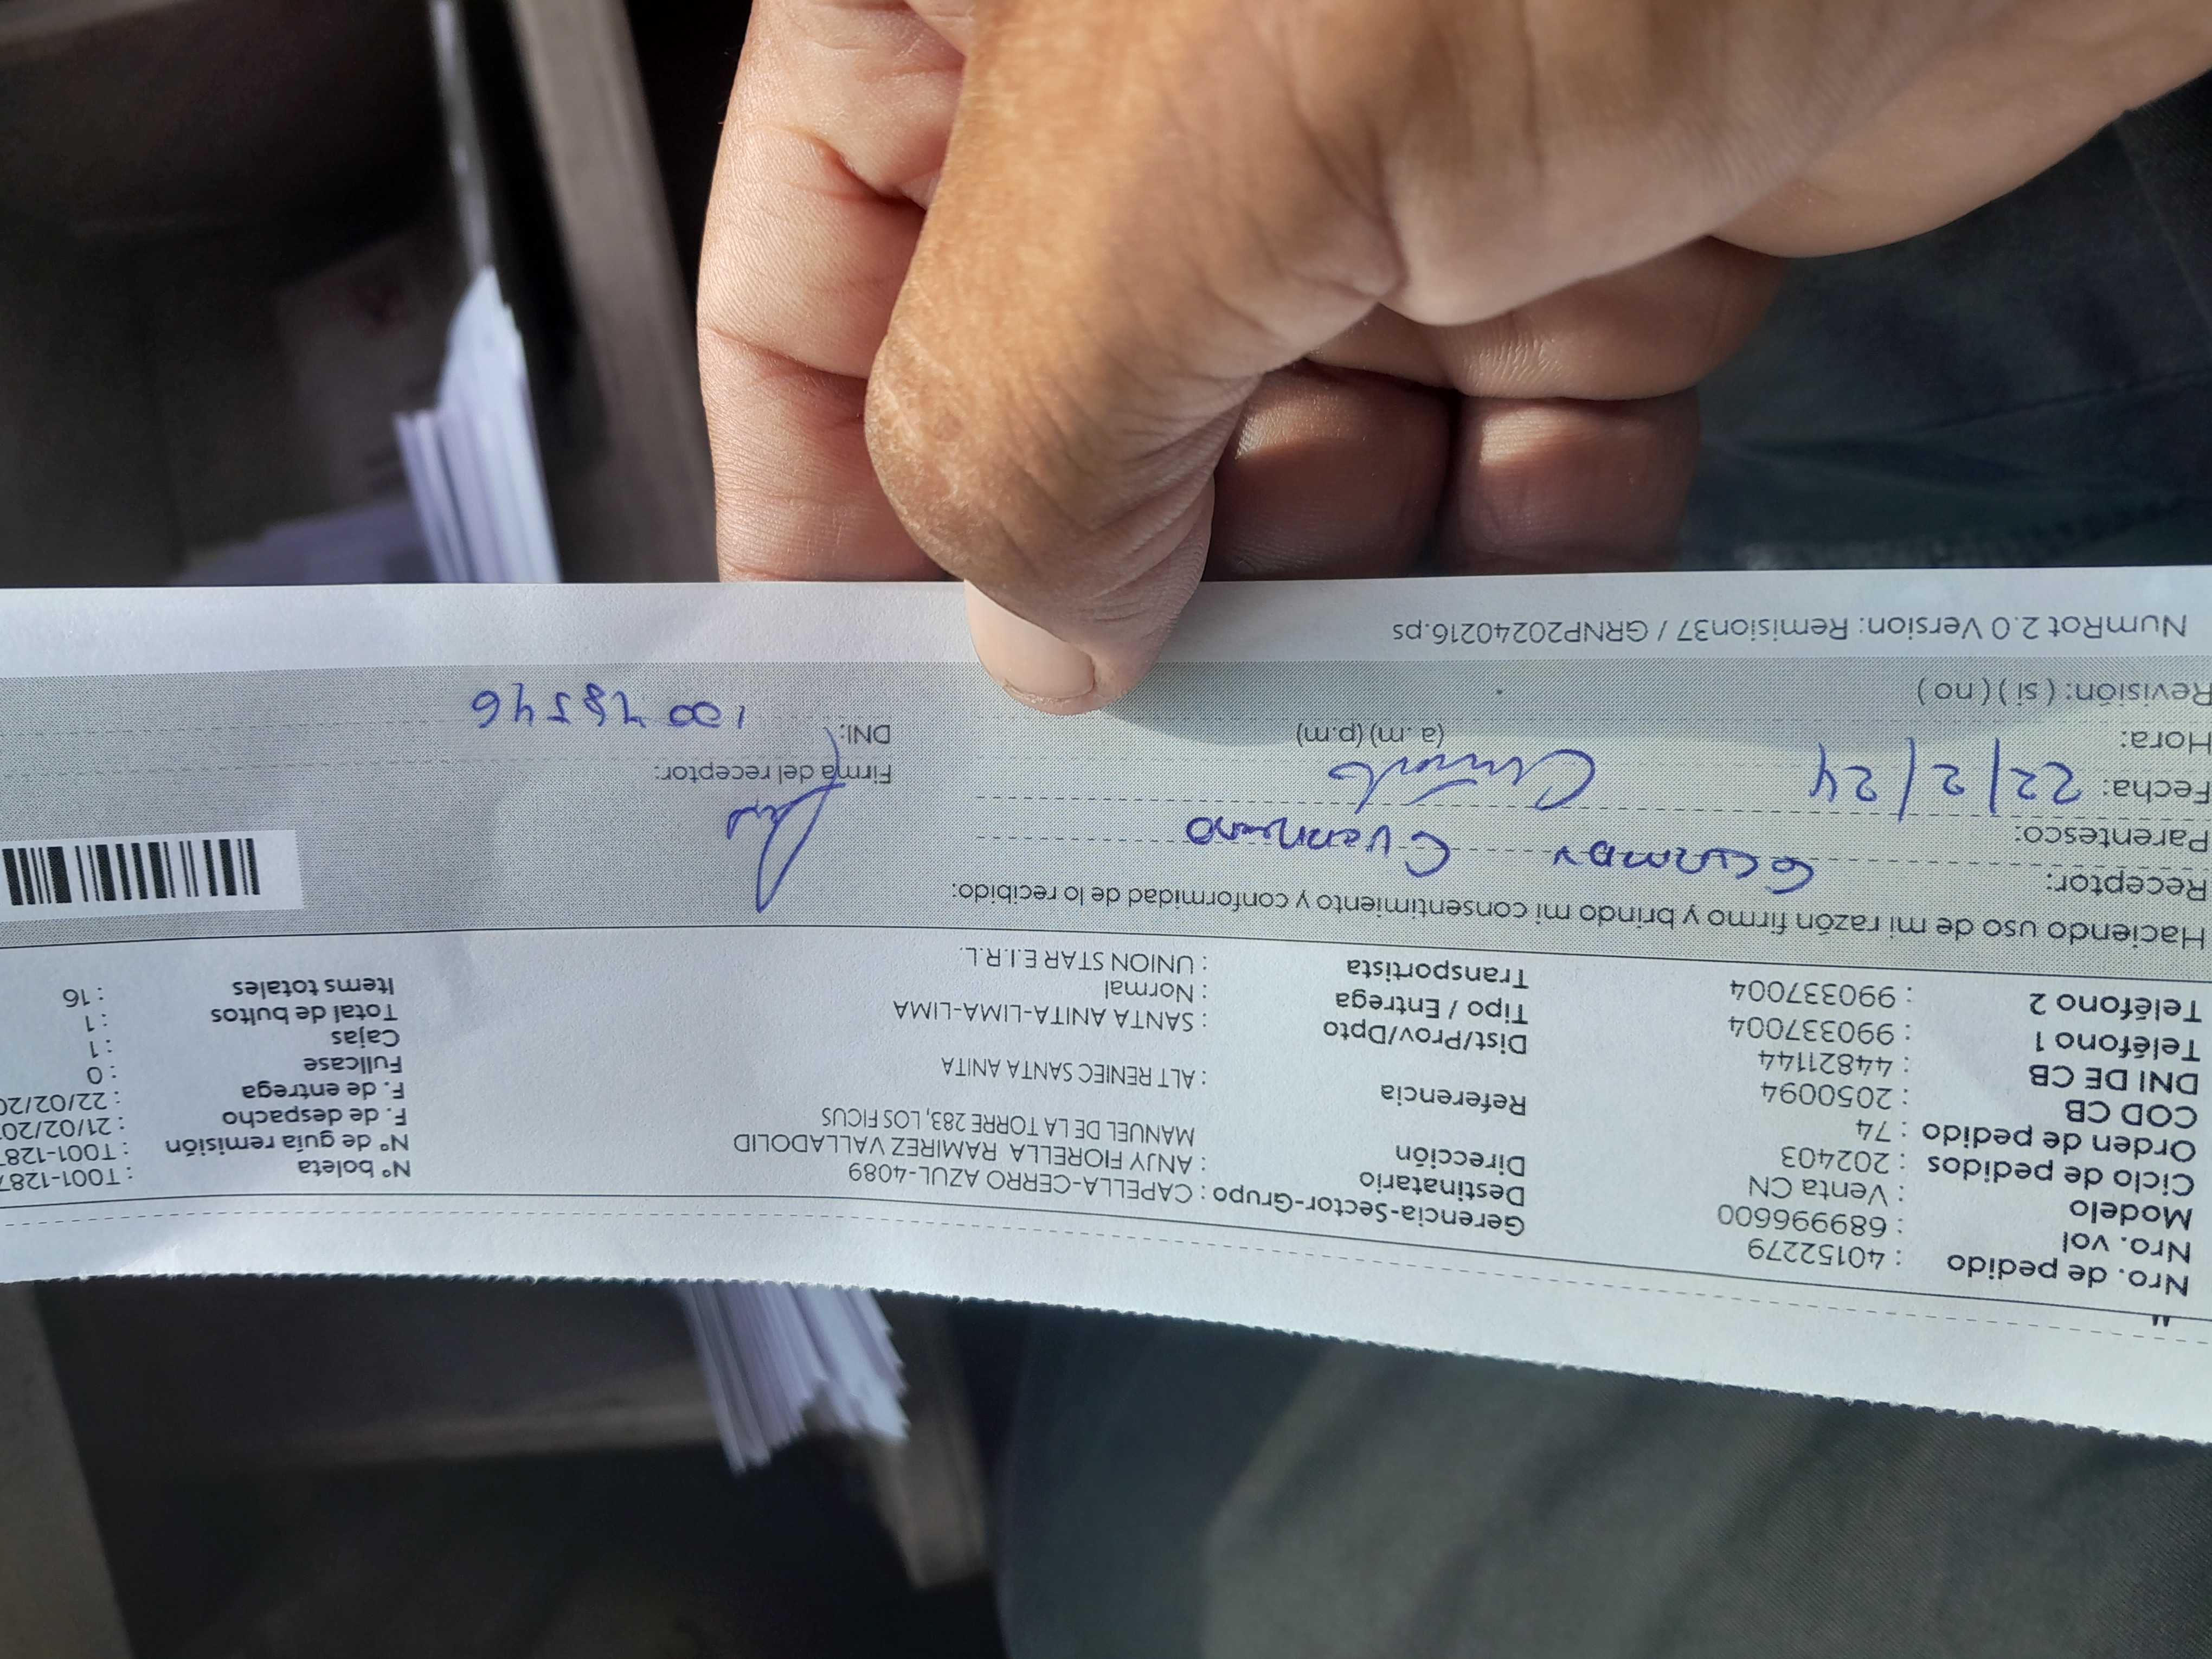 Nro. de pedido : 40152279
Nro. vol : 689996600
Modelo : Venta CN
Ciclo de pedidos : 202403
Orden de pedido : 74
COD CB : 2050094
DNI DE CB : 44821144
Teléfono 1 : 990337004
Teléfono 2 : 990337004
Gerencia-Sector-Grupo : CAPELLA-CERRO AZUL-4089
Destinatario : ANJY FIORELLA RAMIREZ VALLADOLID
Dirección MANUEL DE LA TORRE 283, LOS FICUS
Referencia : ALT RENIEC SANTA ANITA
Dist/Prov/Dpto : SANTA ANITA-LIMA-LIMA
Tipo / Entrega : Normal
Transportista : UNION STAR E.I.R.L.
Nº boleta : T001-1287
Nº de guía remisión : T001-1287
F. de despacho : 21/02/20
F. de entrega : 22/02/20
Fullcase : 0
Cajas : 1
Total de bultos : 1
Items totales : 16
Haciendo uso de mi razón firmo y brindo mi consentimiento y conformidad de lo recibido:
Receptor:
Parentesco:
Fecha: 22/2/24
Hora: (a. m) (p.m)
Revisión: ( si ) ( no )
Firma del receptor:
DNI:
NumRot 2.0 Version: Remision37 / GRNP20240216.ps